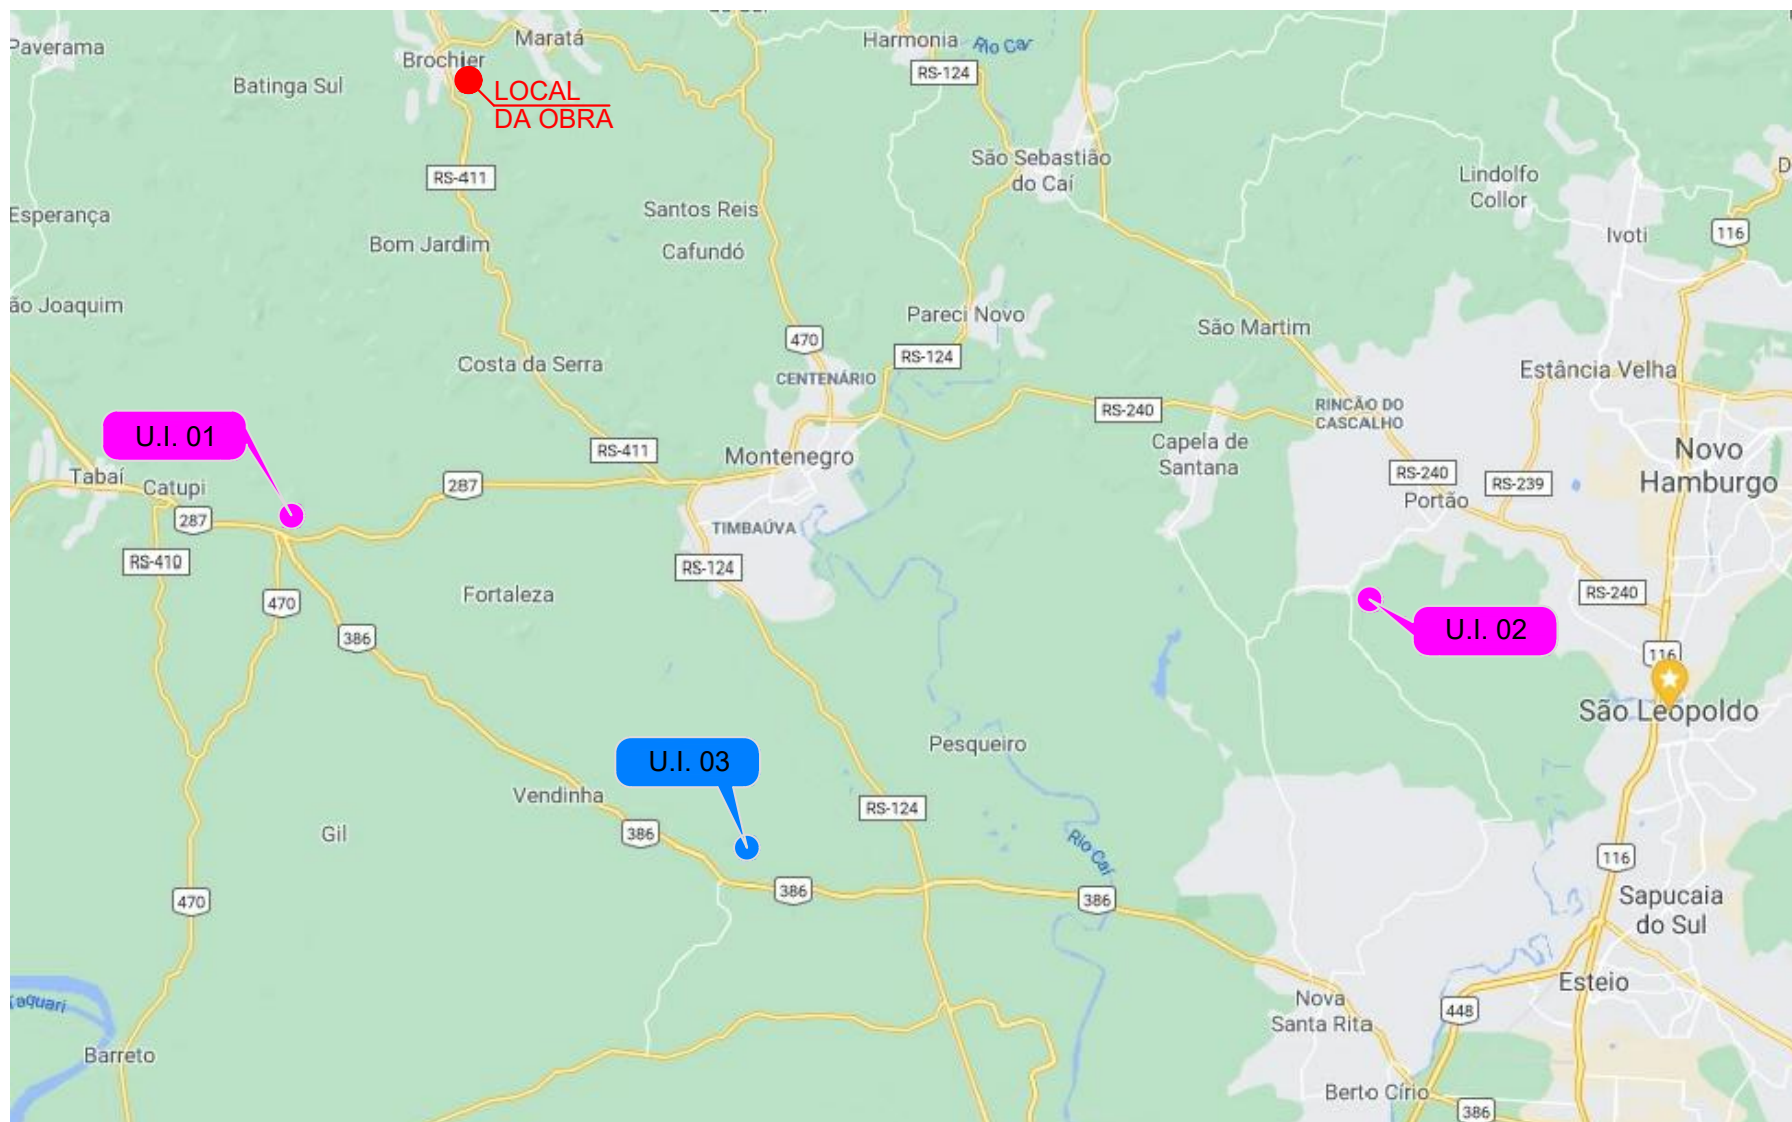 Paverama
Batinga Sul
Brochier
Maratá
LOCAL
DA OBRA
Harmonia
RS-124
São Sebastião
do Caí
RS-411
Esperança
Bom Jardim
Santos Reis
Cafundó
Lindolfo
Collor
Ivoti
116
ão Joaquim
Costa da Serra
470
CENTENÁRIO
Pareci Novo
RS-124
São Martim
Estância Velha
U.I. 01
RS-411
Montenegro
RS-240
RINCÃO DO
CASCALHO
Capela de
Santana
RS-240
RS-239
Portão
Novo
Hamburgo
Tabaí
Catupi
287
287
RS-410
TIMBAÚVA
RS-124
Fortaleza
470
386
U.I. 02
RS-240
116
São Leopoldo
U.I. 03
Pesqueiro
Vendinha
RS-124
Gil
386
386
Rio Caí
386
470
116
Sapucaia
do Sul
Esteio
Nova
Santa Rita
448
aquari
Barreto
Berto Círio
386